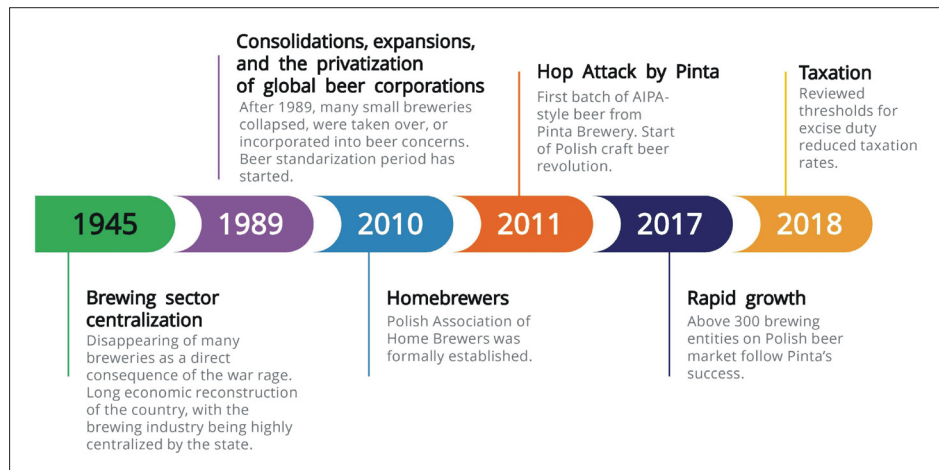 Consolidations, expansions,
and the privatization
of global beer corporations
After 1989, many small breweries
collapsed, were taken over, or
incorporated into beer concerns.
Beer standarization period has
started.
Hop Attack by Pinta
First batch of AIPA-
style beer from
Pinta Brewery. Start
of Polish craft beer
revolution.
Taxation
Reviewed
thresholds for
excise duty
reduced taxation
rates.
1945
1989
2010
2011
2017
2018
Brewing sector
centralization
Disappearing of many
breweries as a direct
consequence of the war rage.
Long economic reconstruction
of the country, with the
brewing industry being highly
centralized by the state.
Homebrewers
Polish Association of
Home Brewers was
formally established.
Rapid growth
Above 300 brewing
entities on Polish beer
market follow Pinta's
success.